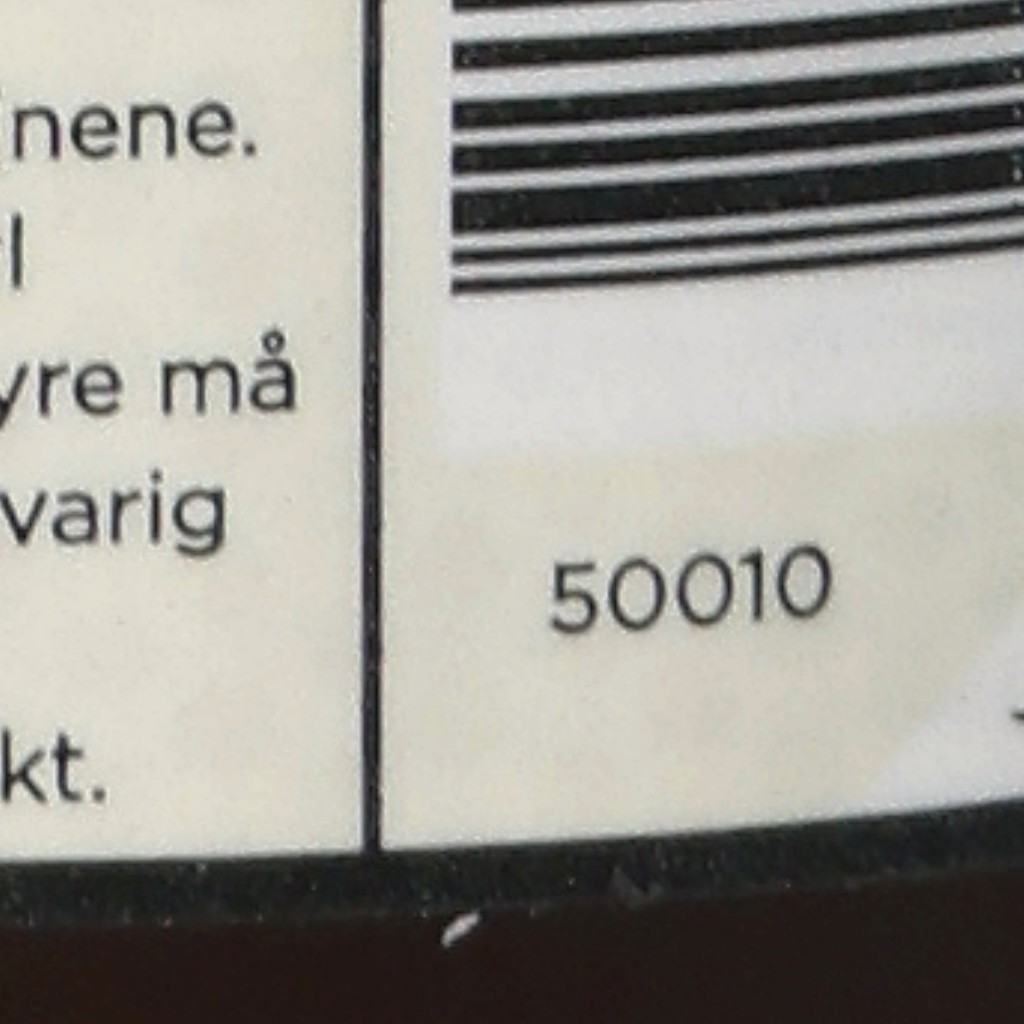 nene.
l
yre må
varig
kt.
50010